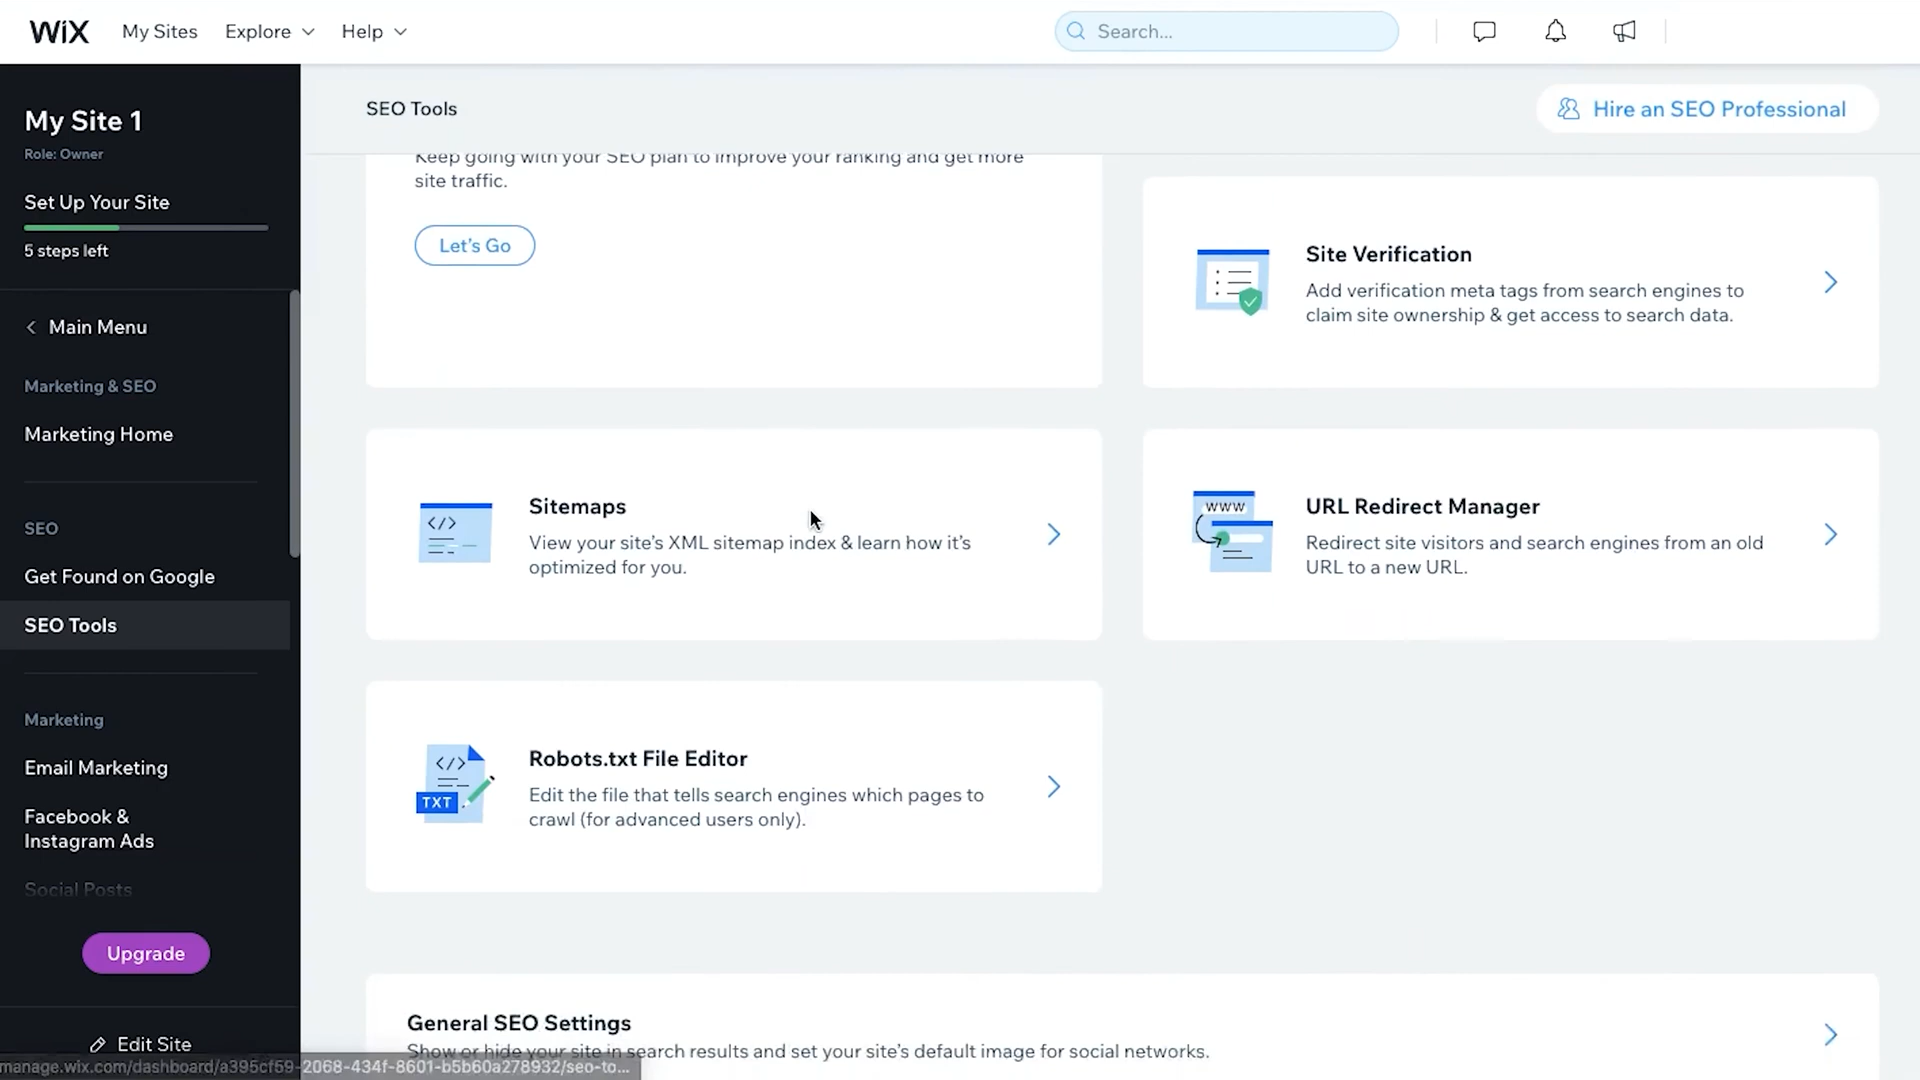 WiX
My Sites
Explore
Help
Search...
My Site 1
Role: Owner
Set Up Your Site
5 steps left
Main Menu
Marketing & SEO
Marketing Home
SEO
Get Found on Google
SEO Tools
Marketing
Email Marketing
Facebook &
Instagram Ads
Social Posts
Upgrade
Edit Site
manage.wix.com/dashboard/a395cf59-2068-434f-8601-b5b60a278932/seo-to...
SEO Tools
Hire an SEO Professional
Keep going with your SEO plan to improve your ranking and get more
site traffic.
Let's Go
Site Verification
Add verification meta tags from search engines to
claim site ownership & get access to search data.
</>
Sitemaps
View your site's XML sitemap index & learn how it's
optimized for you.
WWW
URL Redirect Manager
Redirect site visitors and search engines from an old
URL to a new URL.
</>
TXT
Robots.txt File Editor
Edit the file that tells search engines which pages to
crawl (for advanced users only).
General SEO Settings
Show or hide your site in search results and set your site's default image for social networks.